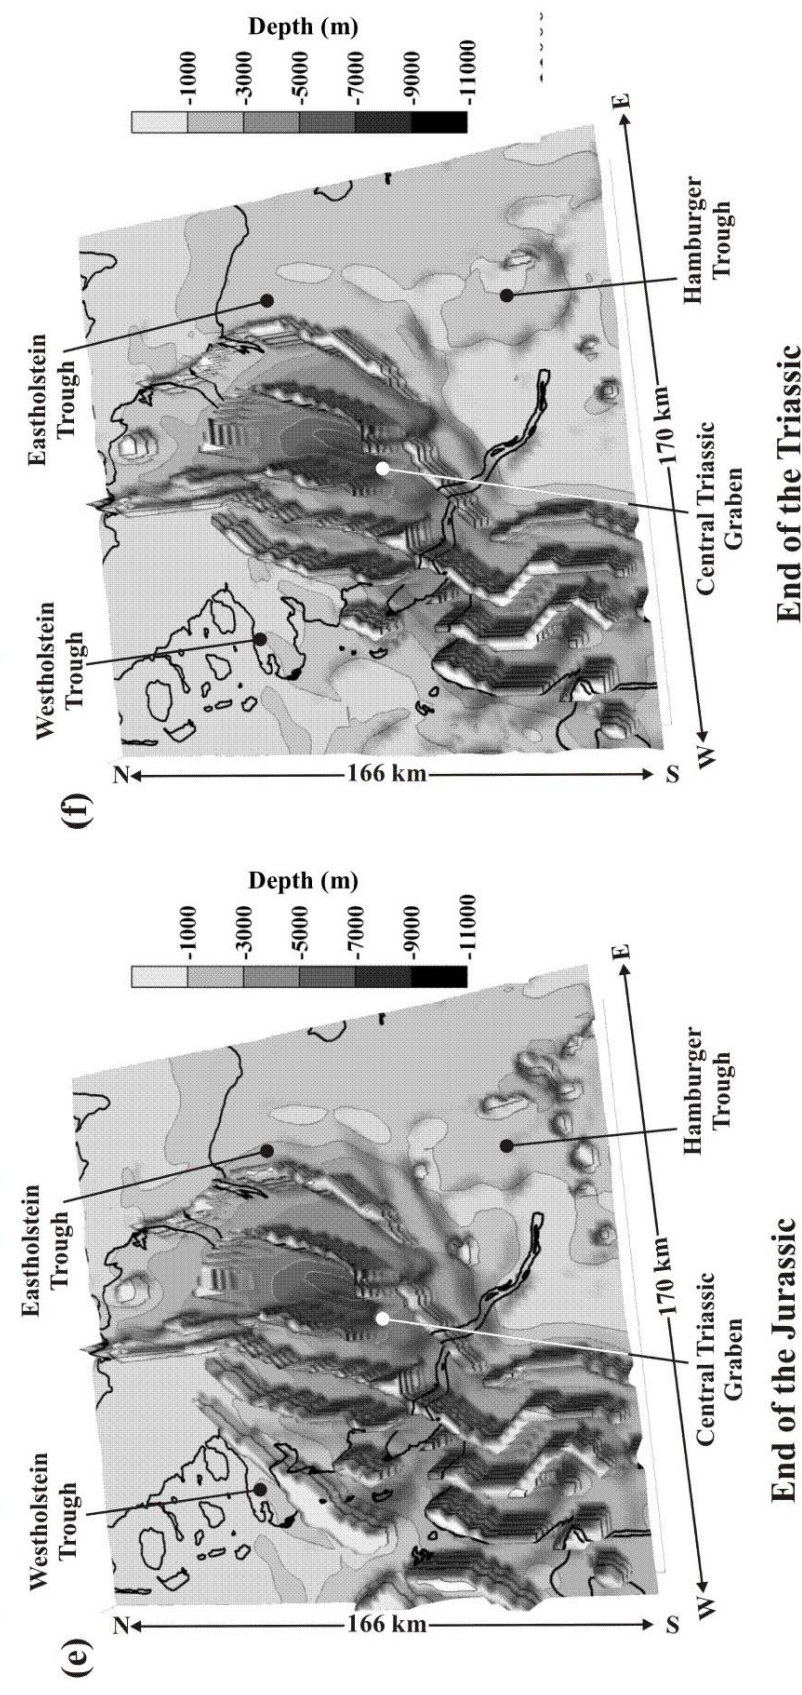 (f)
Depth (m)
-1000
-3000
-5000
-7000
-9000
-11000
Eastholstein
Trough
Westholstein
Trough
Hamburger
Trough
Central Triassic
Graben
N
166 km
S
W
170 km
E
End of the Triassic
(e)
Depth (m)
-1000
-3000
-5000
-7000
-9000
-11000
Eastholstein
Trough
Westholstein
Trough
Hamburger
Trough
Central Triassic
Graben
N
166 km
S
W
170 km
E
End of the Jurassic